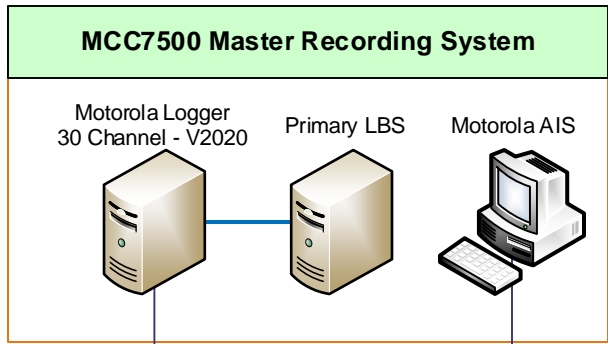 MCC7500 Master Recording System
Motorola Logger
30 Channel - V2020
Primary LBS
Motorola AIS